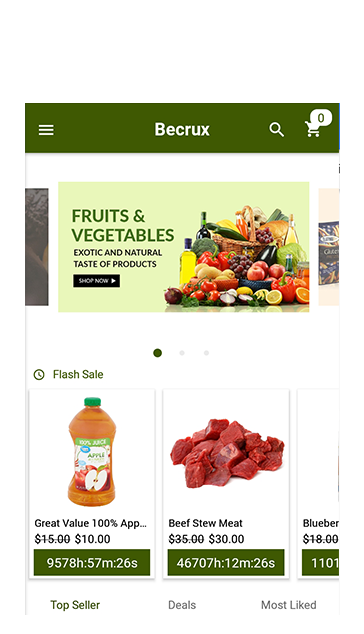 Becrux
0
FRUITS &
VEGETABLES
EXOTIC AND NATURAL
TASTE OF PRODUCTS
SHOP NOW
Flash Sale
100% JUICE
APPLE
Great Value 100% App...
$15.00 $10.00
9578h:57m:26s
Beef Stew Meat
$35.00 $30.00
46707h:12m:26s
Blueber
$18.00
1101
Top Seller
Deals
Most Liked